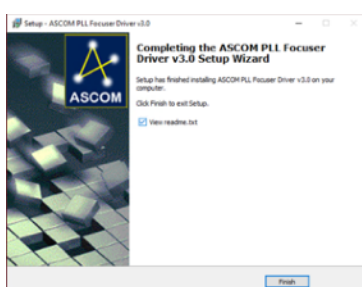 Setup - ASCOM PLL Focuser Driver v3.0
ASCOM
Completing the ASCOM PLL Focuser
Driver v3.0 Setup Wizard
Setup has finished installing ASCOM PLL Focuser Driver v3.0 on your
computer.
Click Finish to exit Setup.
View readme.txt
Finish